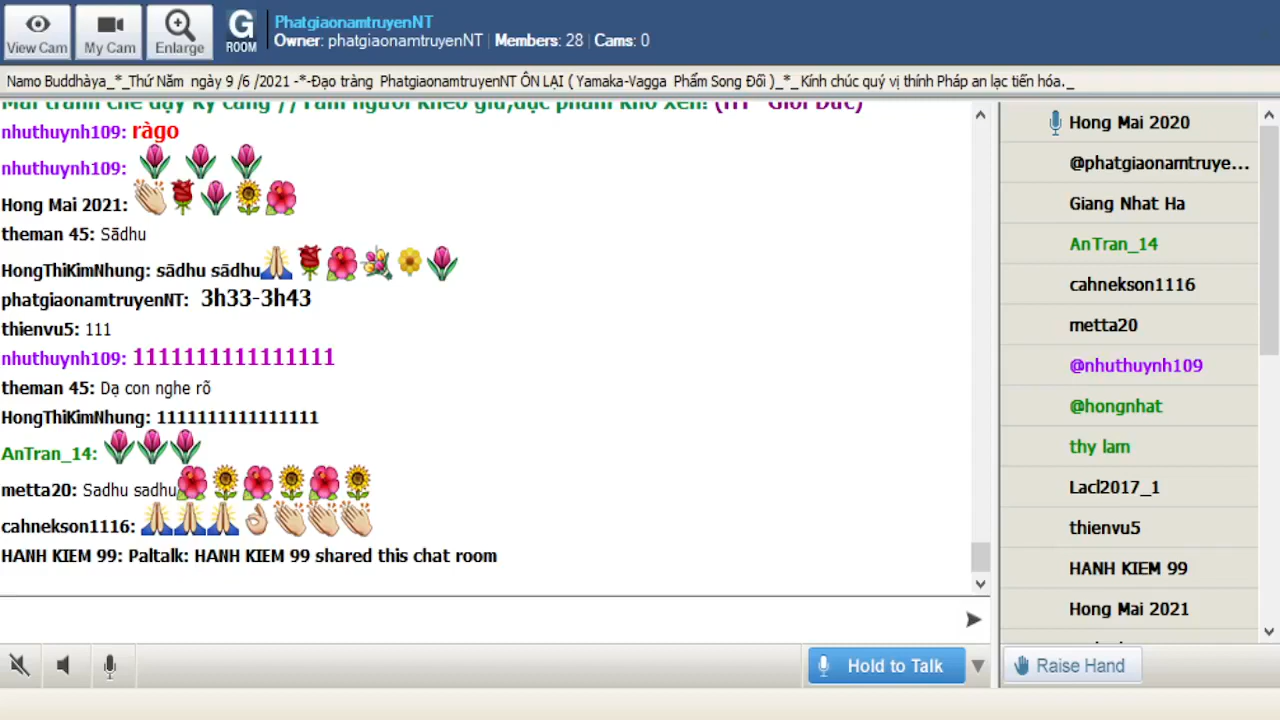 View Cam
My Cam
Enlarge
G
ROOM
PhatgiaonamtruyenNT
Owner: phatgiaonamtruyenNT | Members: 28 | Cams: 0
Namo Buddhàya_*_Thứ Năm ngày 9 /6 /2021 -*-Đạo tràng PhatgiaonamtruyenNT ÔN LẠI ( Yamaka-Vagga Phẩm Song Đối )_*_ Kính chúc quý vị thính Pháp an lạc tiến hóa._
nhuthuynh109: ràgo
nhuthuynh109:
Hong Mai 2021:
theman 45: Sādhu
HongThiKimNhung: sādhu sādhu
phatgiaonamtruyenNT: 3h33-3h43
thienvu5: 111
nhuthuynh109: 1111111111111111
theman 45: Dạ con nghe rõ
HongThiKimNhung: 1111111111111111
AnTran_14:
metta20: Sadhu sadhu
cahnekson1116:
HANH KIEM 99: Paltalk: HANH KIEM 99 shared this chat room
Hold to Talk
Hong Mai 2020
@phatgiaonamtruye...
Giang Nhat Ha
AnTran_14
cahnekson1116
metta20
@nhuthuynh109
@hongnhat
thy lam
Lacl2017_1
thienvu5
HANH KIEM 99
Hong Mai 2021
Raise Hand